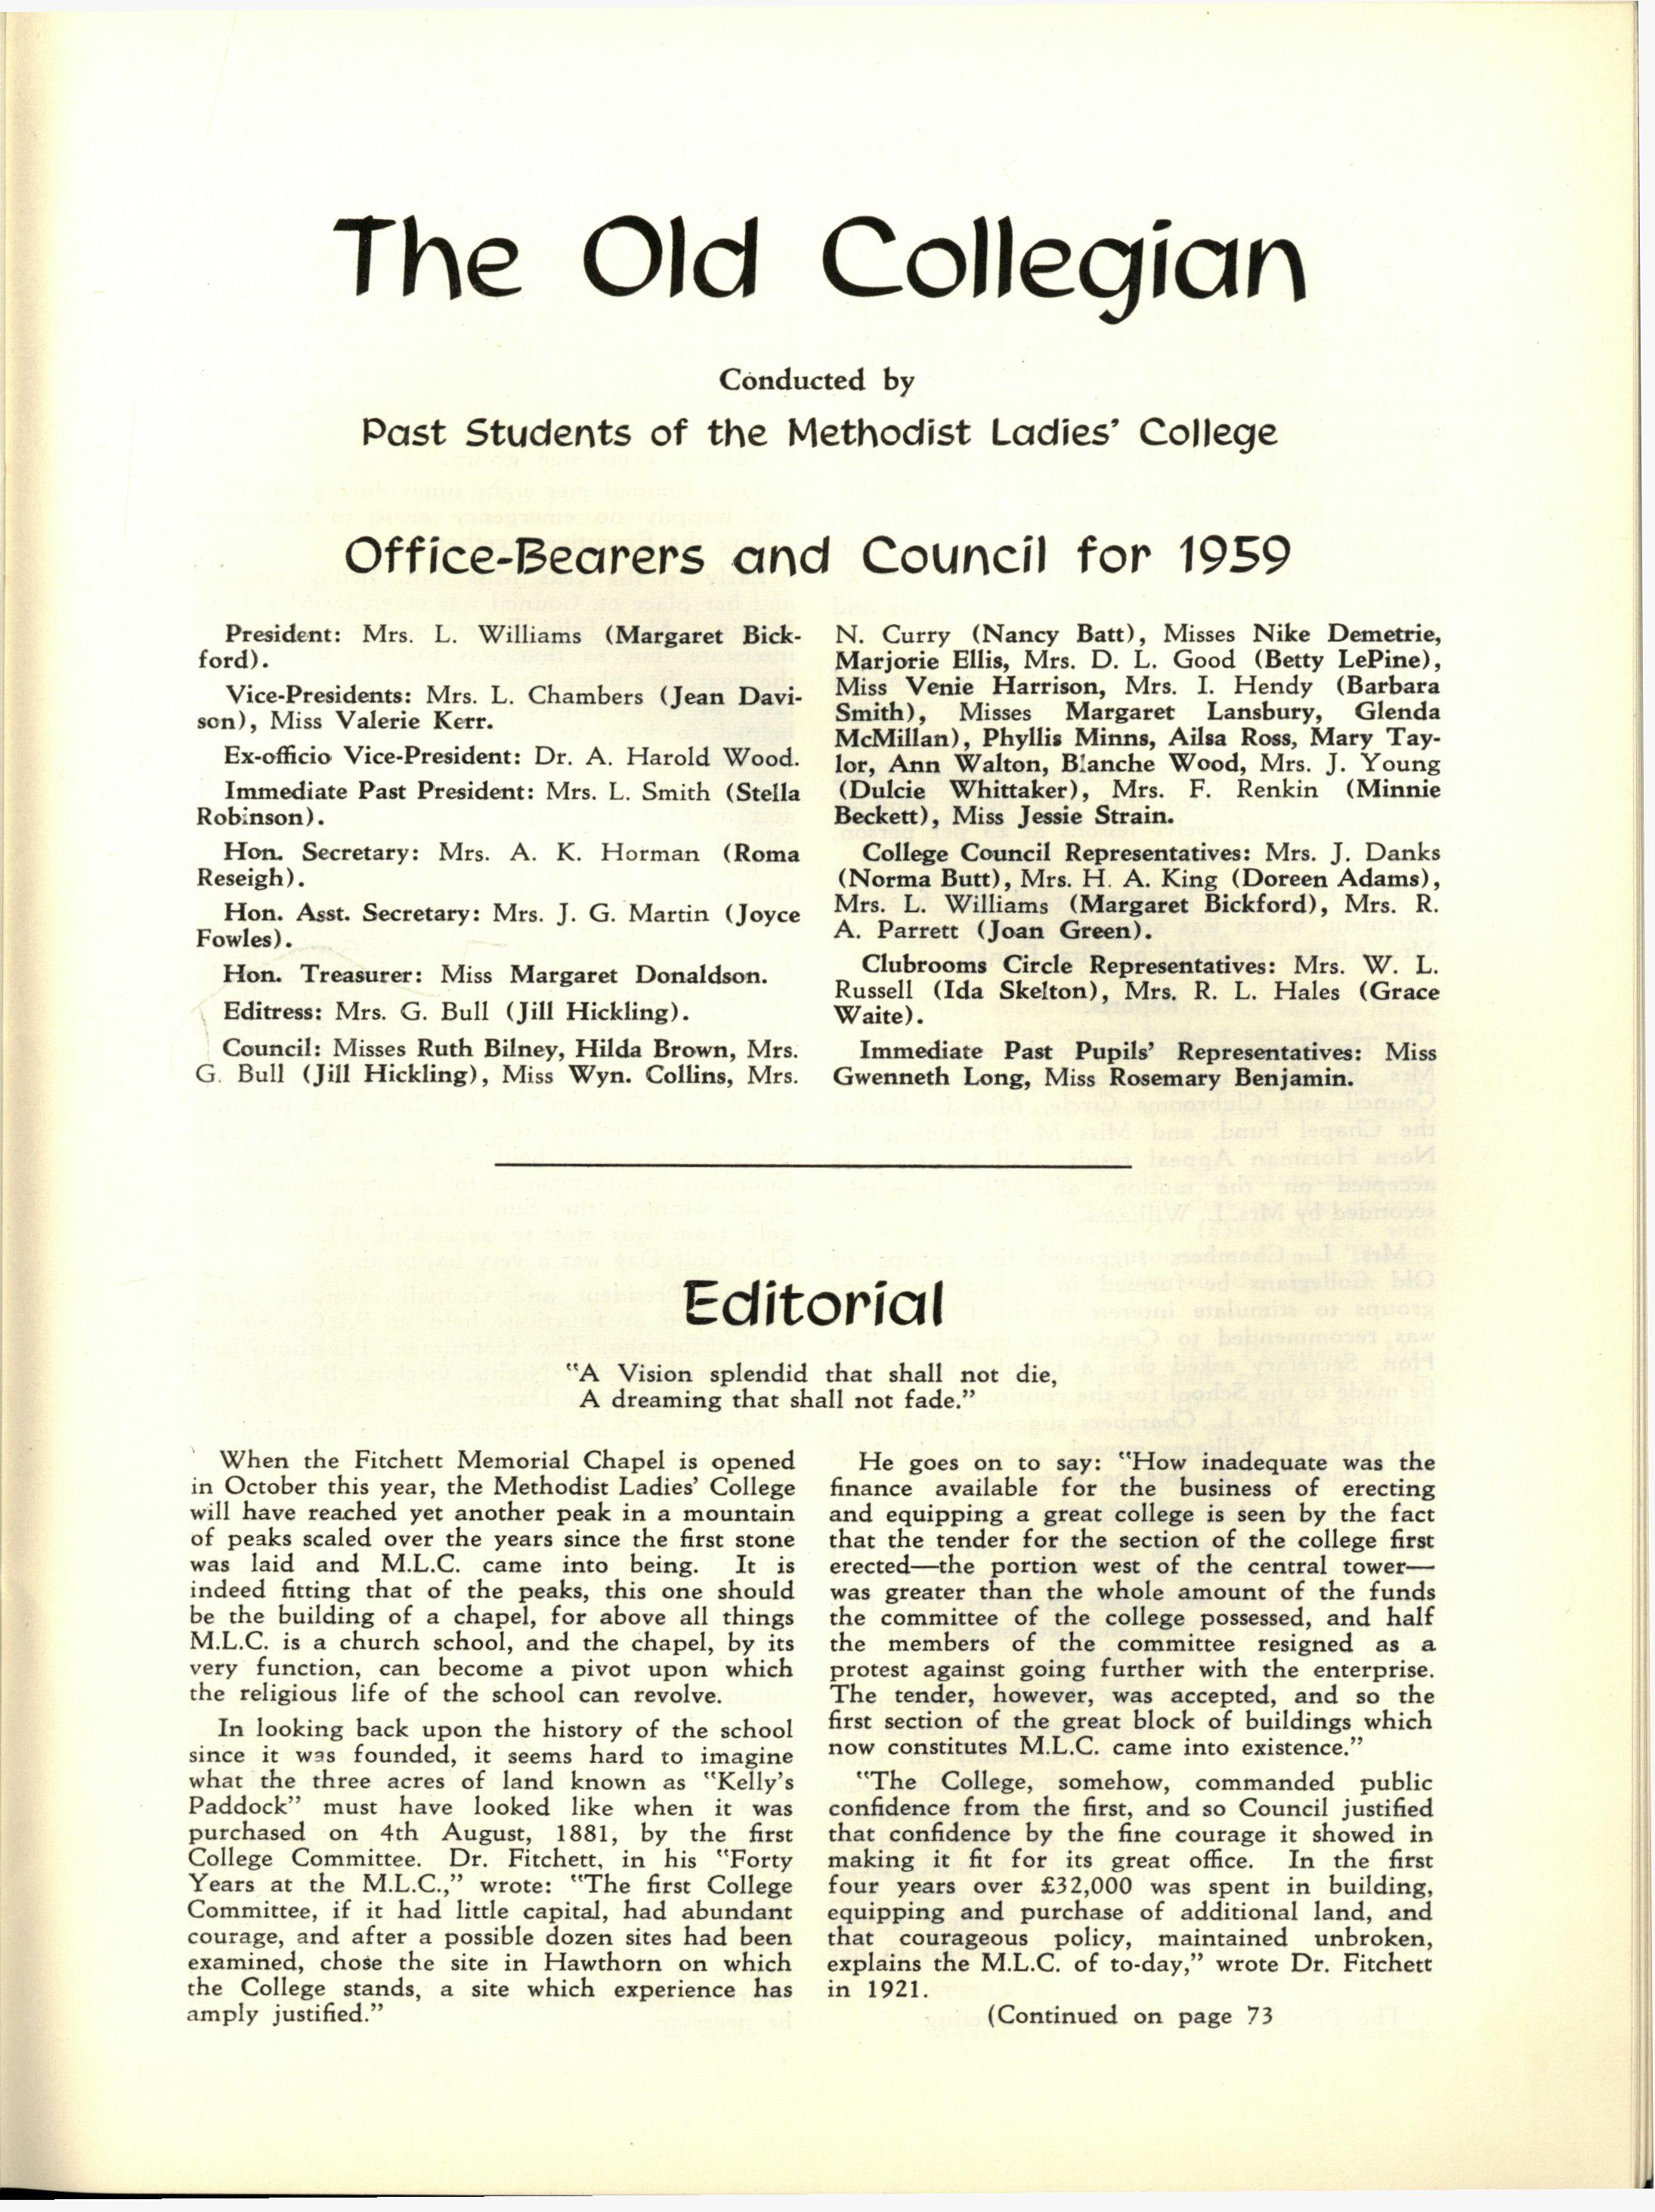 The Old Collegian
Conducted by
Past Students of the Methodist Ladies' College
Office-Bearers and Council for 1959
President: Mrs. L. Williams (Margaret Bick-
ford).
Vice-Presidents: Mrs. L. Chambers (Jean Davi-
son), Miss Valerie Kerr.
Ex-officio Vice-President: Dr. A. Harold Wood.
Immediate Past President: Mrs. L. Smith (Stella
Robinson).
Hon. Secretary: Mrs. A. K. Horman (Roma
Reseigh).
Hon. Asst. Secretary: Mrs. J. G. Martin (Joyce
Fowles).
Hon. Treasurer: Miss Margaret Donaldson.
Editress: Mrs. G. Bull (Jill Hickling).
Council: Misses Ruth Bilney, Hilda Brown, Mrs.
G. Bull (Jill Hickling), Miss Wyn. Collins, Mrs.
N. Curry (Nancy Batt), Misses Nike Demetrie,
Marjorie Ellis, Mrs. D. L. Good (Betty LePine),
Miss Venie Harrison, Mrs. I. Hendy (Barbara
Smith), Misses Margaret Lansbury, Glenda
McMillan), Phyllis Minns, Ailsa Ross, Mary Tay-
lor, Ann Walton, Blanche Wood, Mrs. J. Young
(Dulcie Whittaker), Mrs. F. Renkin (Minnie
Beckett), Miss Jessie Strain.
College Council Representatives: Mrs. J. Danks
(Norma Butt), Mrs. H. A. King (Doreen Adams),
Mrs. L. Williams (Margaret Bickford), Mrs. R.
A. Parrett (Joan Green).
Clubrooms Circle Representatives: Mrs. W. L.
Russell (Ida Skelton), Mrs. R. L. Hales (Grace
Waite).
Immediate Past Pupils' Representatives: Miss
Gwenneth Long, Miss Rosemary Benjamin.
Editorial
"A Vision splendid that shall not die,
A dreaming that shall not fade."
When the Fitchett Memorial Chapel is opened
in October this year, the Methodist Ladies' College
will have reached yet another peak in a mountain
of peaks scaled over the years since the first stone
was laid and M.L.C. came into being. It is
indeed fitting that of the peaks, this one should
be the building of a chapel, for above all things
M.L.C. is a church school, and the chapel, by its
very function, can become a pivot upon which
the religious life of the school can revolve.
In looking back upon the history of the school
since it was founded, it seems hard to imagine
what the three acres of land known as "Kelly's
Paddock" must have looked like when it was
purchased on 4th August, 1881, by the first
College Committee. Dr. Fitchett, in his "Forty
Years at the M.L.C.," wrote: "The first College
Committee, if it had little capital, had abundant
courage, and after a possible dozen sites had been
examined, chose the site in Hawthorn on which
the College stands, a site which experience has
amply justified."
He goes on to say: "How inadequate was the
finance available for the business of erecting
and equipping a great college is seen by the fact
that the tender for the section of the college first
erected—the portion west of the central tower—
was greater than the whole amount of the funds
the committee of the college possessed, and half
the members of the committee resigned as a
protest against going further with the enterprise.
The tender, however, was accepted, and so the
first section of the great block of buildings which
now constitutes M.L.C. came into existence."
"The College, somehow, commanded public
confidence from the first, and so Council justified
that confidence by the fine courage it showed in
making it fit for its great office. In the first
four years over £32,000 was spent in building,
equipping and purchase of additional land, and
that courageous policy, maintained unbroken,
explains the M.L.C. of to-day," wrote Dr. Fitchett
in 1921.
(Continued on page 73